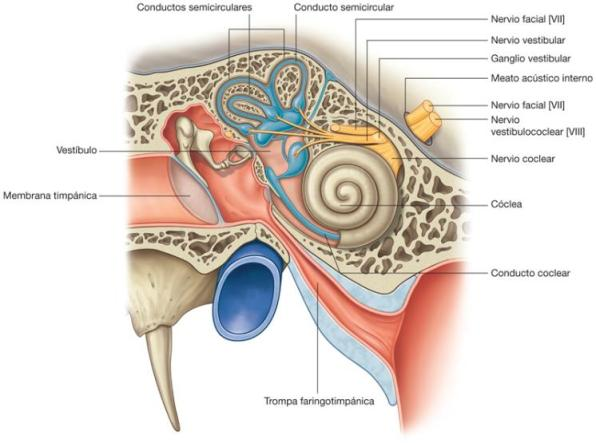 Conductos semicirculares
Conducto semicircular
Nervio facial [VII]
Nervio vestibular
Ganglio vestibular
Meato acústico interno
Nervio facial [VII]
Nervio
vestibulococlear [VIII]
Nervio coclear
Vestíbulo
Membrana timpánica
Cóclea
Conducto coclear
Trompa faringotimpánica